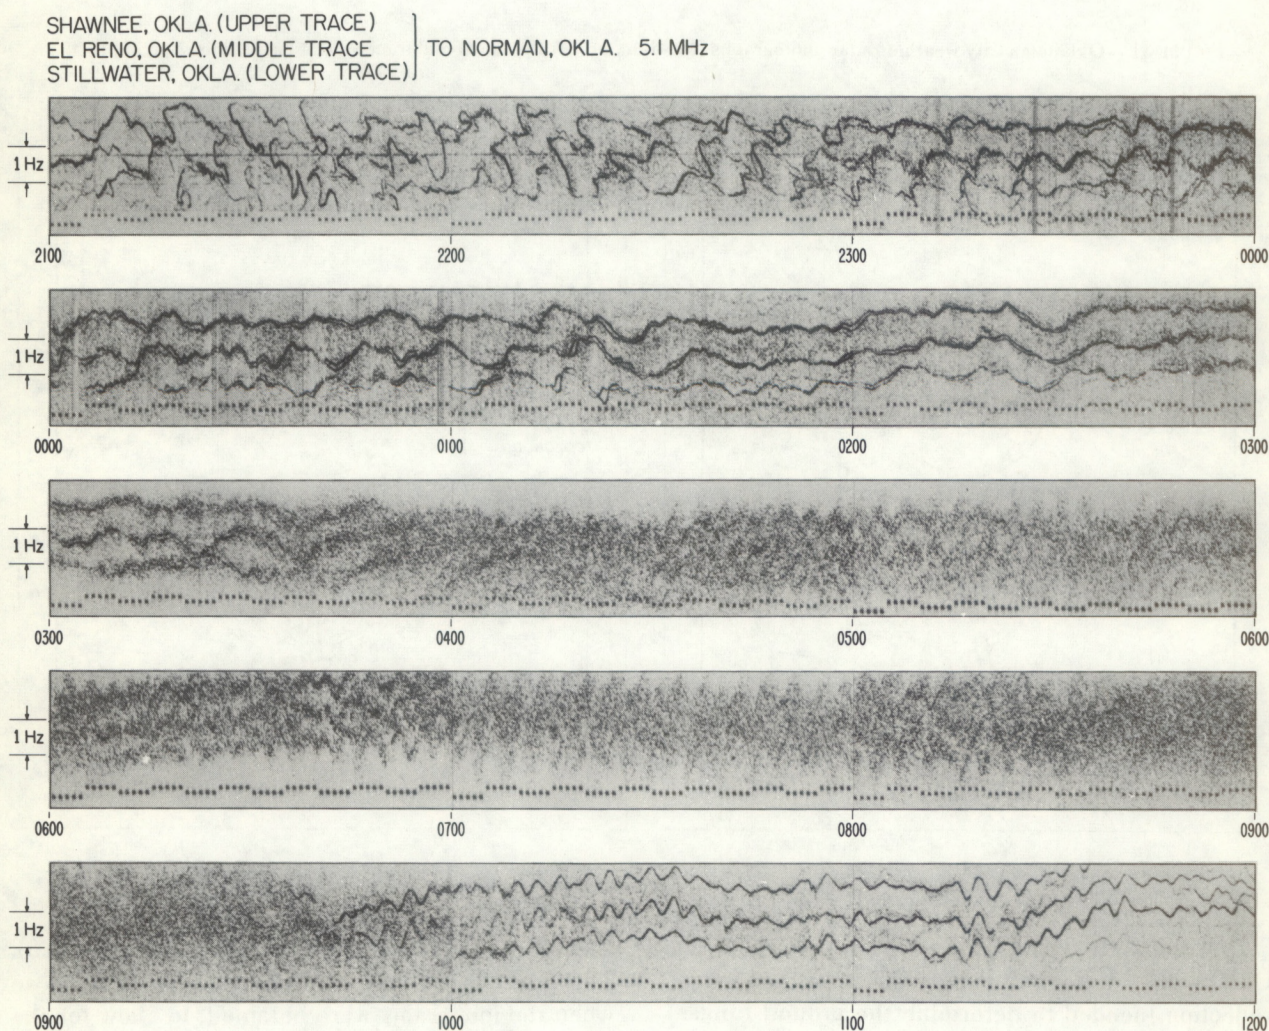 SHAWNEE, OKLA. (UPPER TRACE)
EL RENO, OKLA. (MIDDLE TRACE
STILLWATER, OKLA. (LOWER TRACE)
TO NORMAN, OKLA. 5.1 MHz
1 Hz
2100 2200 2300 0000
1 Hz
0000 0100 0200 0300
1 Hz
0300 0400 0500 0600
1 Hz
0600 0700 0800 0900
1 Hz
0900 1000 1100 1200